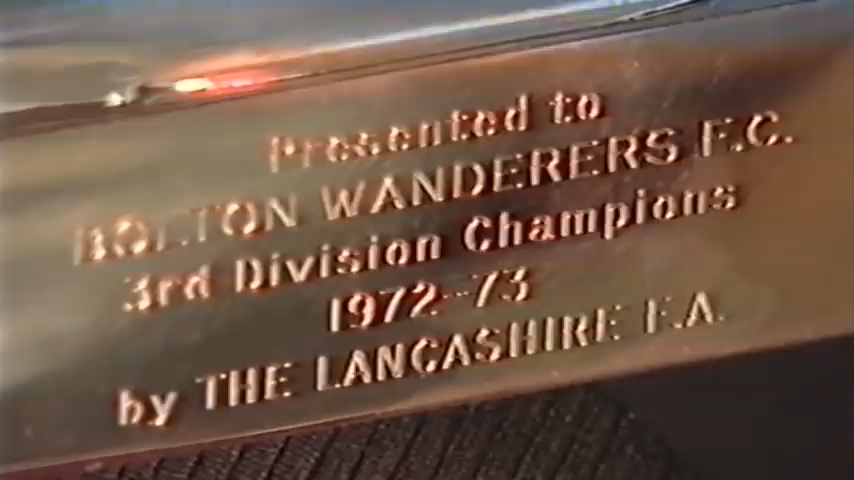 Presented to
BOLTON WANDERERS F.C.
3rd Division Champions
1972-73
by THE LANCASHIRE F.A.